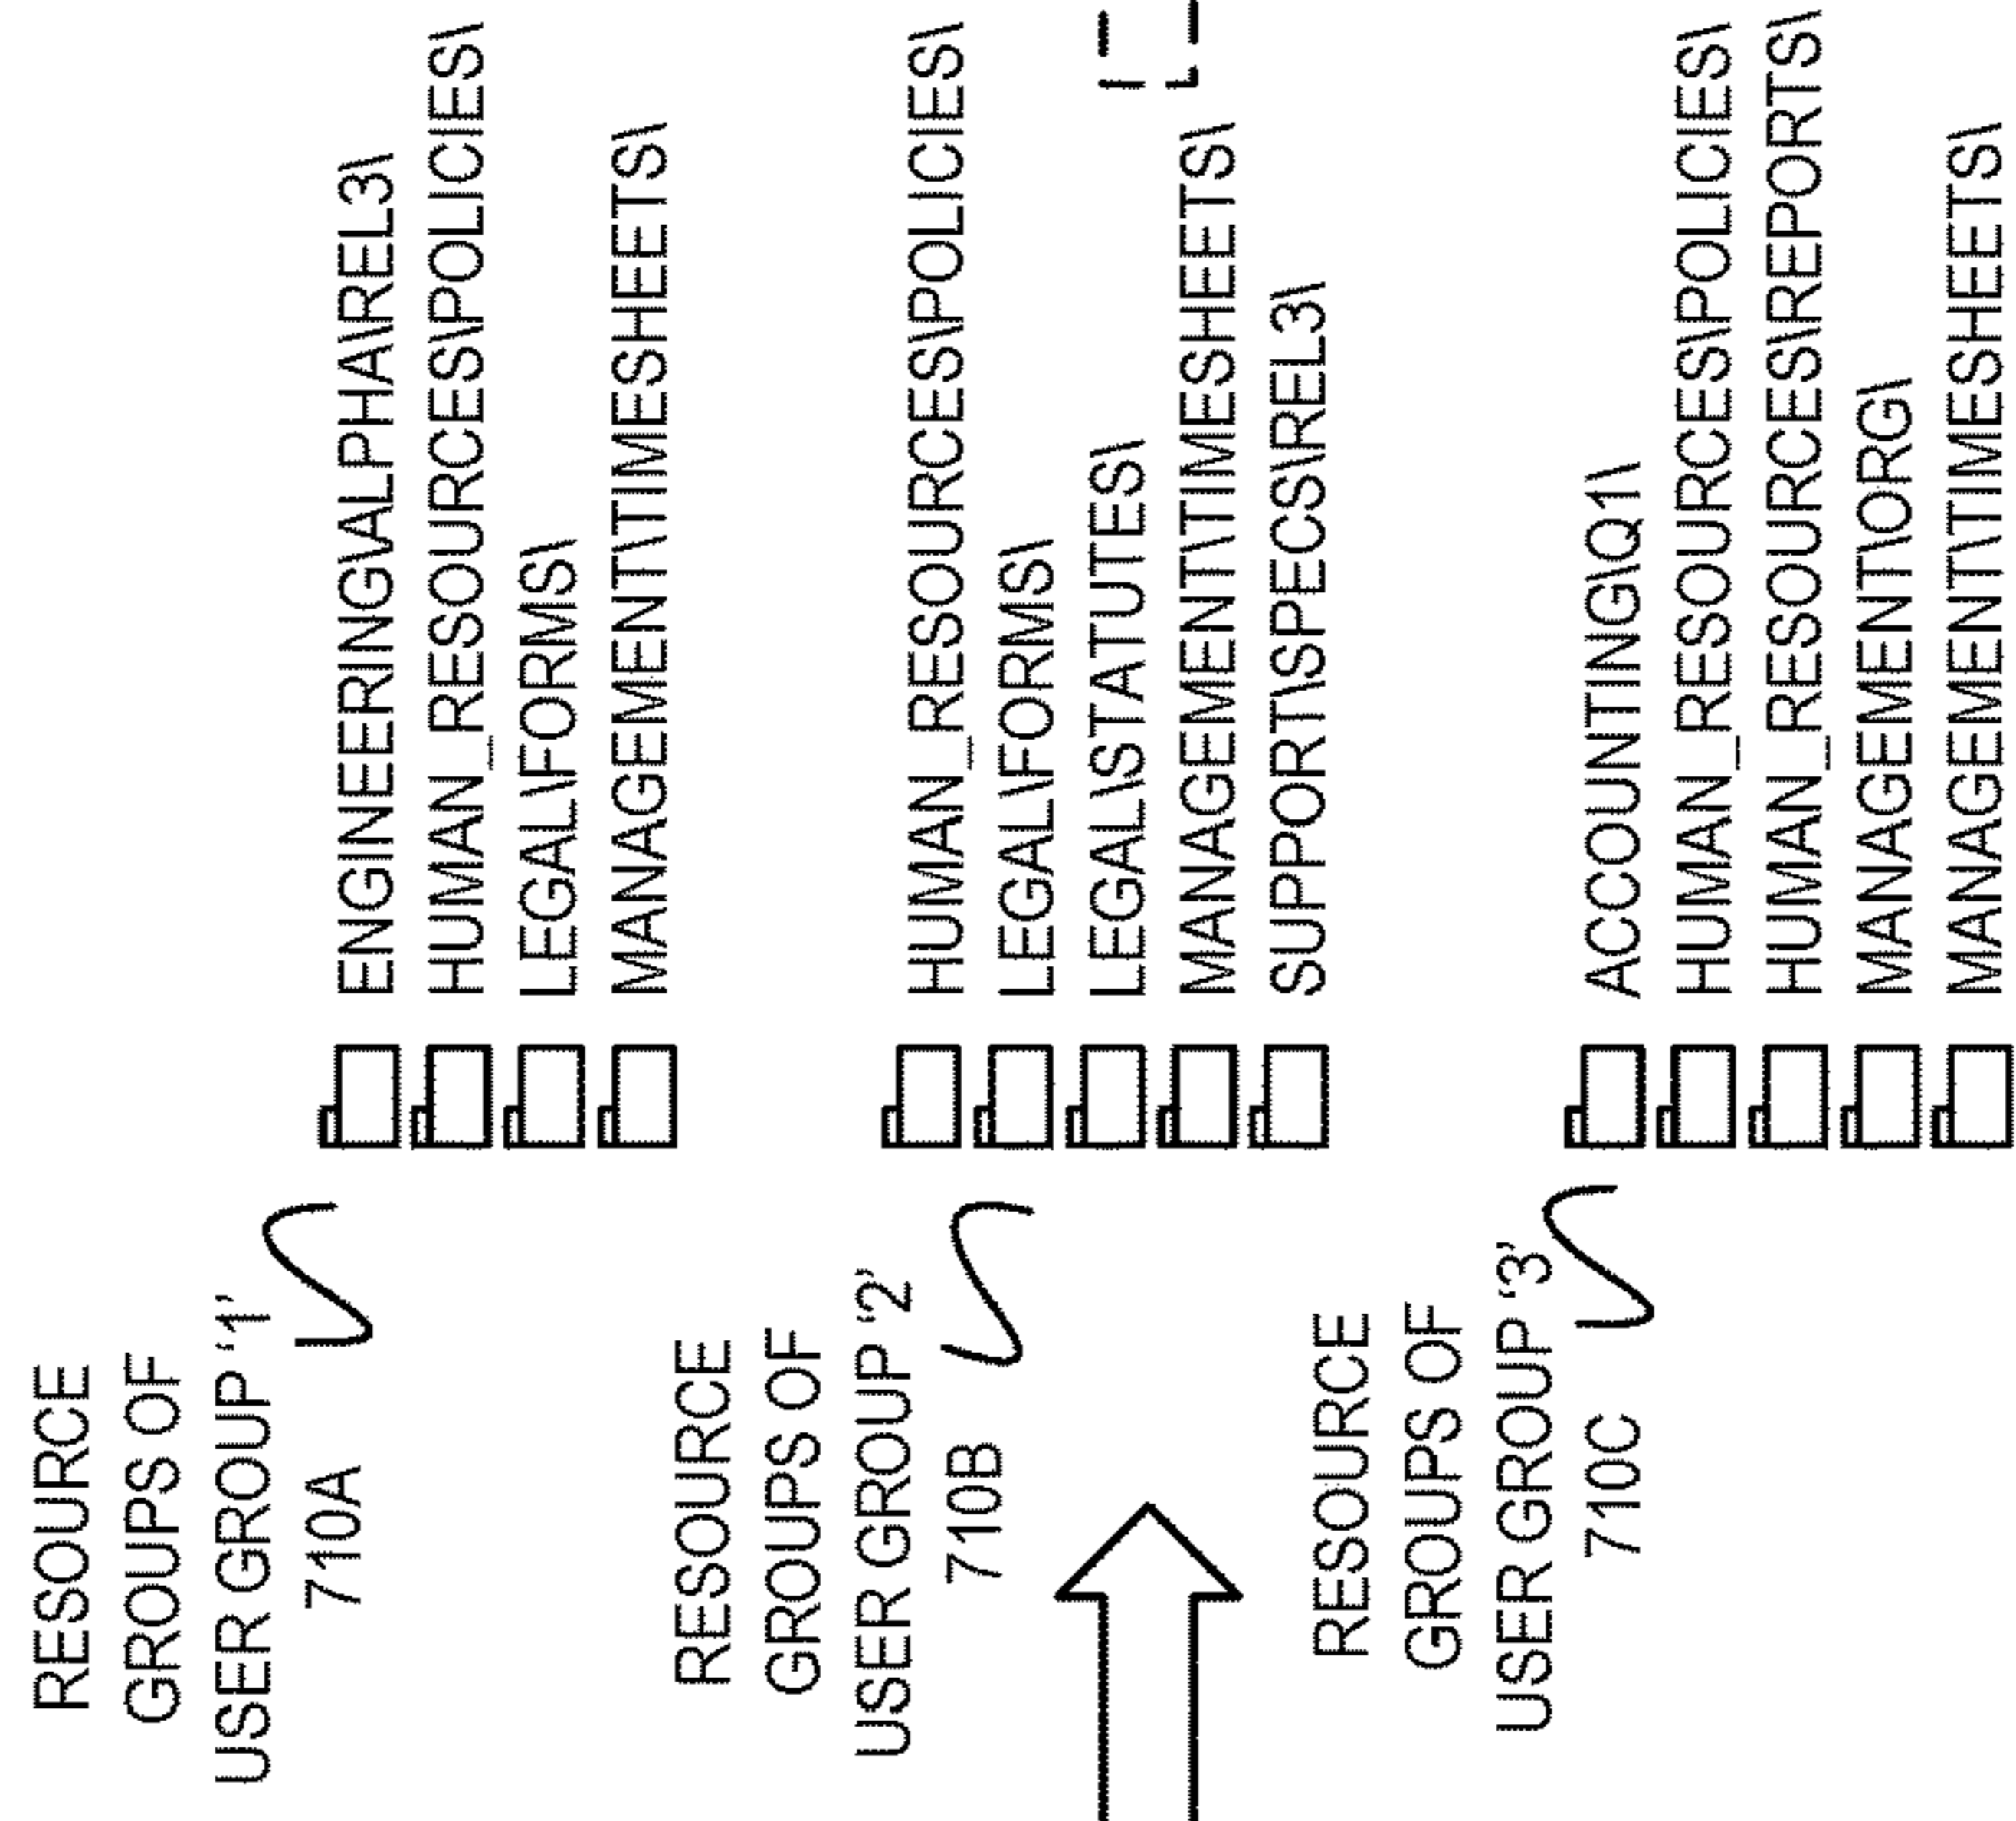 RESOURCE
GROUPS OF
USER GROUP '1'
710A
ENGINEERING\ALPHA\REL3\
HUMAN_RESOURCES\POLICIES\
LEGAL\FORMS\
MANAGEMENT\TIMESHEETS\
RESOURCE
GROUPS OF
USER GROUP '2'
710B
HUMAN_RESOURCES\POLICIES\
LEGAL\FORMS\
LEGAL\STATUTES\
MANAGEMENT\TIMESHEETS\
SUPPORT\SPECS\REL3\
RESOURCE
GROUPS OF
USER GROUP '3'
710C
ACCOUNTING\Q1\
HUMAN_RESOURCES\POLICIES\
HUMAN_RESOURCES\REPORTS\
MANAGEMENT\ORG\
MANAGEMENT\TIMESHEETS\